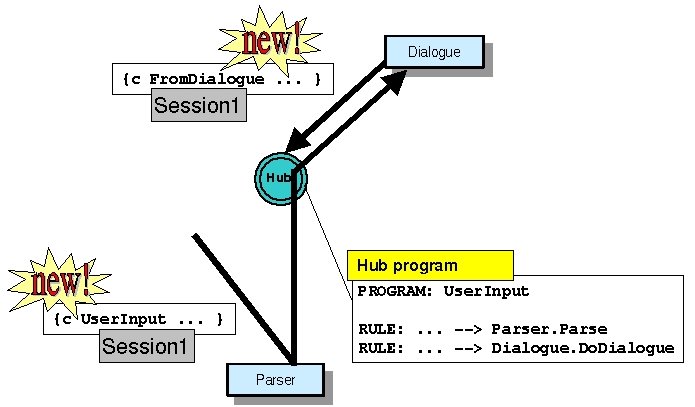 new!
Dialogue
{c FromDialogue ... }
Session1
Hub
Hub program
PROGRAM: UserInput
RULE: ... --> Parser.Parse
RULE: ... --> Dialogue.DoDialogue
new!
{c UserInput ... }
Session1
Parser